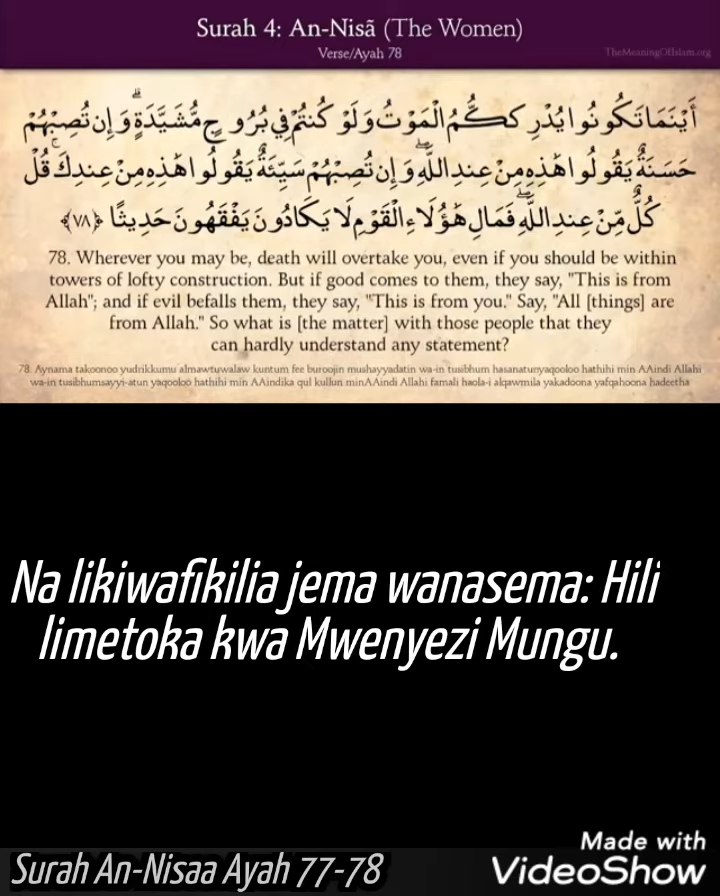 Surah 4: An-Nisã (The Women)
Verse/Ayah 78
TheMeaningOfIslam.org
أَيْنَمَا تَكُونُوا يُدْرِككُّمُ الْمَوْتُ وَلَوْ كُنتُمْ فِي بُرُوجٍ مُّشَيَّدَةٍ ۗ وَإِن تُصِبْهُمْ
حَسَنَةٌ يَقُولُوا هَٰذِهِ مِنْ عِندِ اللَّهِ ۖ وَإِن تُصِبْهُمْ سَيِّئَةٌ يَقُولُوا هَٰذِهِ مِنْ عِندِكَ ۚ قُلْ
كُلٌّ مِّنْ عِندِ اللَّهِ ۖ فَمَالِ هَٰؤُلَاءِ الْقَوْمِ لَا يَكَادُونَ يَفْقَهُونَ حَدِيثًا ﴿٧٨﴾
78. Wherever you may be, death will overtake you, even if you should be within
towers of lofty construction. But if good comes to them, they say, "This is from
Allah"; and if evil befalls them, they say, "This is from you." Say, "All [things] are
from Allah." So what is [the matter] with those people that they
can hardly understand any statement?
78. Aynama takoonoo yudrikkumu almawtuwalaw kuntum fee buroojin mushayyadatin wa-in tusibhum hasanatunyaqooloo hathihi min AAindi Allahi
wa-in tusibhumsayyi-atun yaqooloo hathihi min AAindika qul kullun minAAindi Allahi famali haola-i alqawmila yakadoona yafqahoona hadeetha
Na likiwafikilia jema wanasema: Hili
limetoka kwa Mwenyezi Mungu.
Made with
VideoShow
Surah An-Nisaa Ayah 77-78